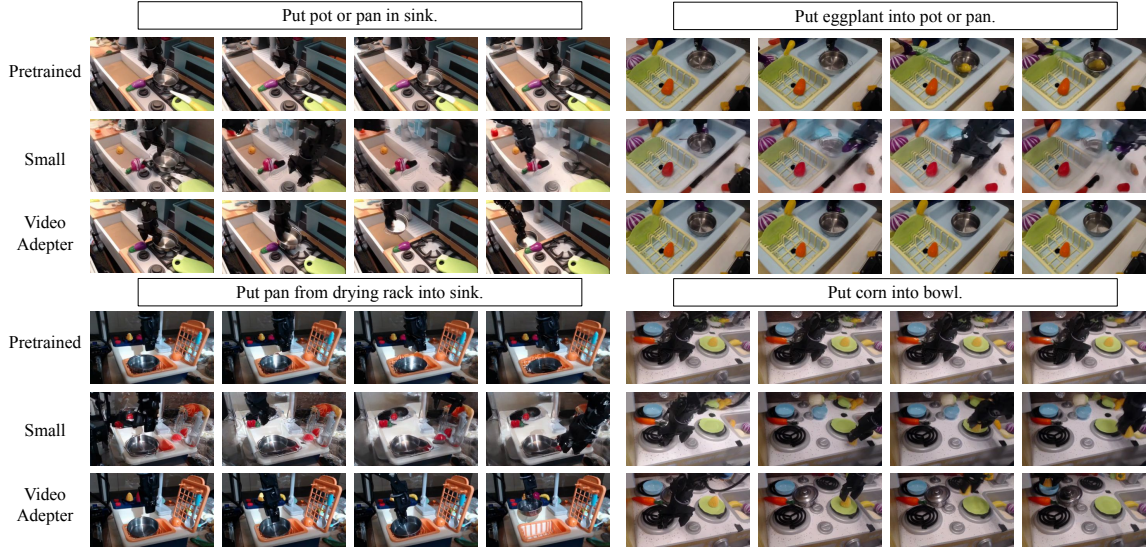 Put pot or pan in sink.
Put eggplant into pot or pan.
Pretrained
Small
Video
Adepter
Put pan from drying rack into sink.
Put corn into bowl.
Pretrained
Small
Video
Adepter